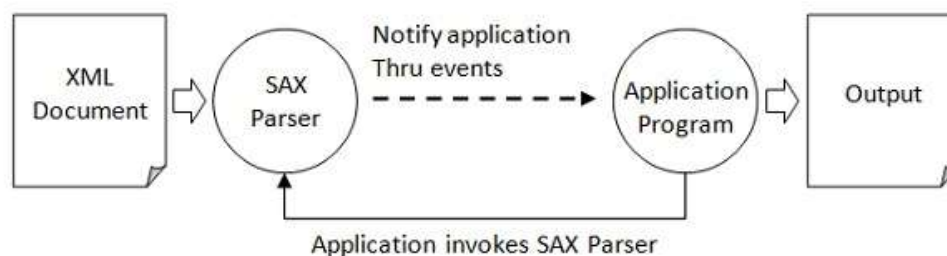 XML
Document
SAX
Parser
Notify application
Thru events
Application
Program
Output
Application invokes SAX Parser